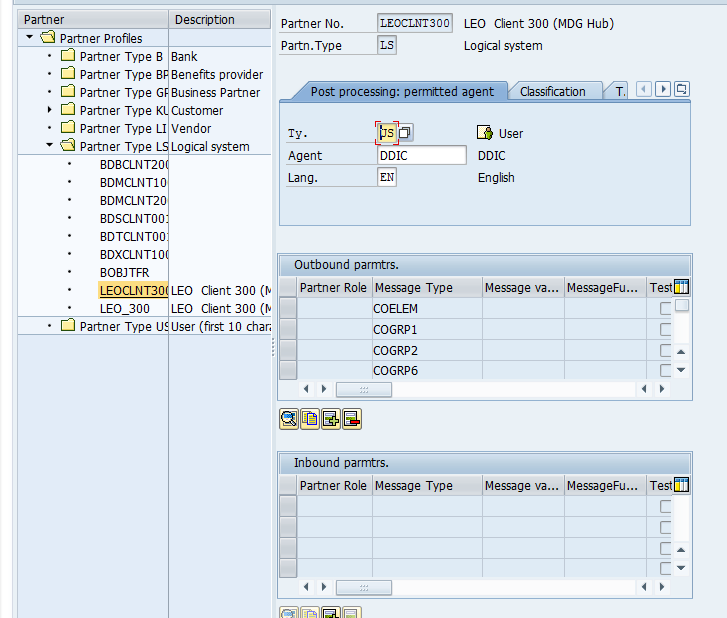 Partner Description
Partner Profiles
Partner Type B Bank
Partner Type BP Benefits provider
Partner Type GP Business Partner
Partner Type KU Customer
Partner Type LI Vendor
Partner Type LS Logical system
BDBCLNT200
BDMCLNT100
BDMCLNT200
BDSCLNT001
BDTCLNT001
BDXCLNT100
BOBJTFR
LEOCLNT300 LEO Client 300 (M
LEO_300 LEO Client 300 (M
Partner Type US User (first 10 chara
Partner No. LEOCLNT300 LEO Client 300 (MDG Hub)
Partn.Type LS Logical system
Post processing: permitted agent Classification T.
Ty. US User
Agent DDIC DDIC
Lang. EN English
Outbound parmtrs.
Partner Role Message Type Message va... MessageFu... Test
COELEM
COGRP1
COGRP2
COGRP6
Inbound parmtrs.
Partner Role Message Type Message va... MessageFu... Test